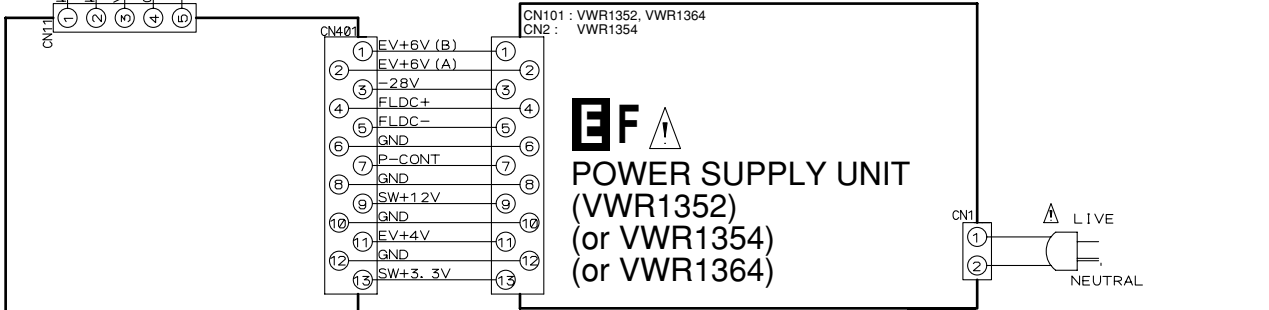 CN11
1 2 3 4 5
CN401
CN101 : VWR1352, VWR1364
CN2 : VWR1354
1 EV+6V (B) 1
2 EV+6V (A) 2
3 -28V 3
4 FLDC+ 4
5 FLDC- 5
6 GND 6
7 P-CONT 7
8 GND 8
9 SW+12V 9
10 GND 10
11 EV+4V 11
12 GND 12
13 SW+3. 3V 13
E F !
POWER SUPPLY UNIT
(VWR1352)
(or VWR1354)
(or VWR1364)
CN1
! LIVE
1
2
NEUTRAL